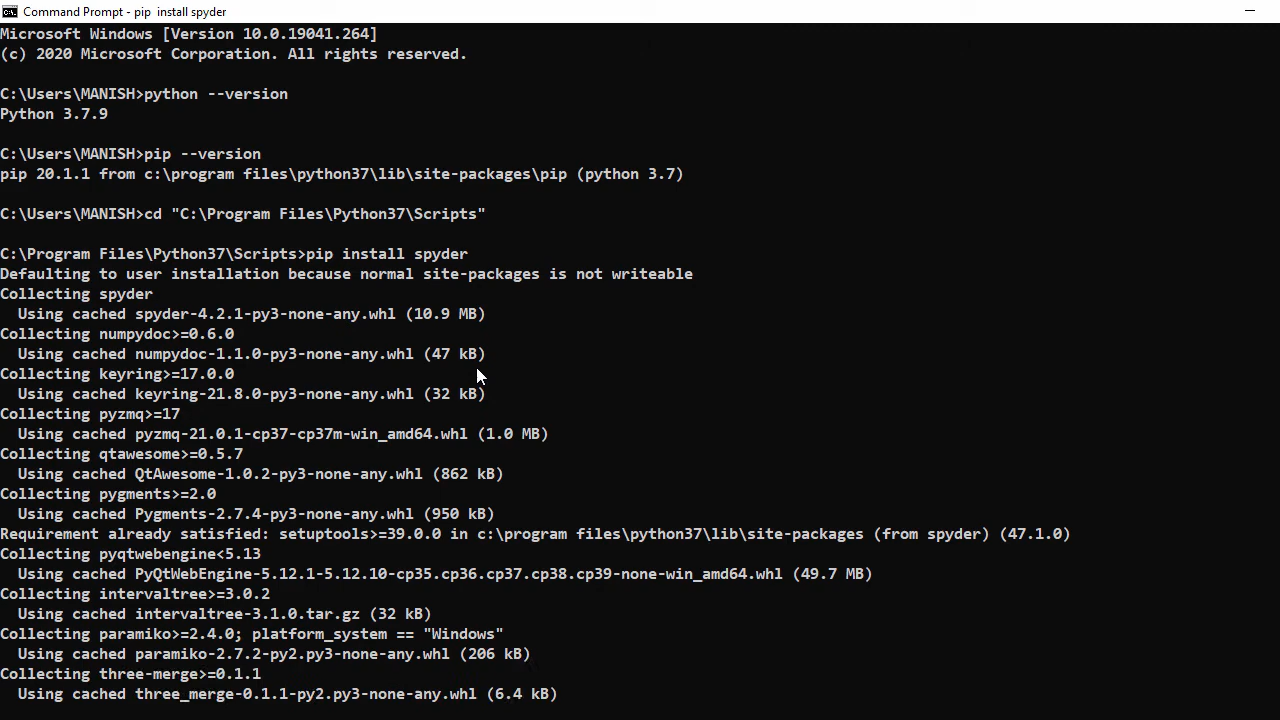 Command Prompt - pip  install spyder
Microsoft Windows [Version 10.0.19041.264]
(c) 2020 Microsoft Corporation. All rights reserved.
C:\Users\MANISH>python --version
Python 3.7.9
C:\Users\MANISH>pip --version
pip 20.1.1 from c:\program files\python37\lib\site-packages\pip (python 3.7)
C:\Users\MANISH>cd "C:\Program Files\Python37\Scripts"
C:\Program Files\Python37\Scripts>pip install spyder
Defaulting to user installation because normal site-packages is not writeable
Collecting spyder
  Using cached spyder-4.2.1-py3-none-any.whl (10.9 MB)
Collecting numpydoc>=0.6.0
  Using cached numpydoc-1.1.0-py3-none-any.whl (47 kB)
Collecting keyring>=17.0.0
  Using cached keyring-21.8.0-py3-none-any.whl (32 kB)
Collecting pyzmq>=17
  Using cached pyzmq-21.0.1-cp37-cp37m-win_amd64.whl (1.0 MB)
Collecting qtawesome>=0.5.7
  Using cached QtAwesome-1.0.2-py3-none-any.whl (862 kB)
Collecting pygments>=2.0
  Using cached Pygments-2.7.4-py3-none-any.whl (950 kB)
Requirement already satisfied: setuptools>=39.0.0 in c:\program files\python37\lib\site-packages (from spyder) (47.1.0)
Collecting pyqtwebengine<5.13
  Using cached PyQtWebEngine-5.12.1-5.12.10-cp35.cp36.cp37.cp38.cp39-none-win_amd64.whl (49.7 MB)
Collecting intervaltree>=3.0.2
  Using cached intervaltree-3.1.0.tar.gz (32 kB)
Collecting paramiko>=2.4.0; platform_system == "Windows"
  Using cached paramiko-2.7.2-py2.py3-none-any.whl (206 kB)
Collecting three-merge>=0.1.1
  Using cached three_merge-0.1.1-py2.py3-none-any.whl (6.4 kB)